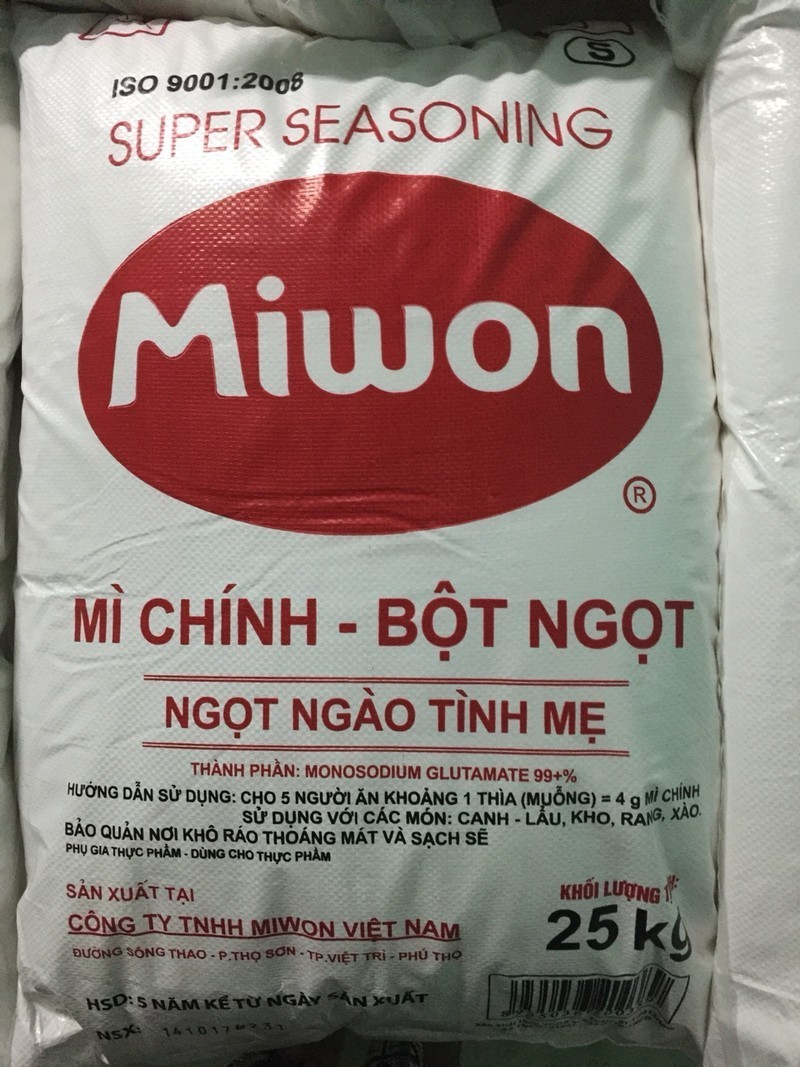 S
ISO 9001:2008
SUPER SEASONING
Miwon
®
MÌ CHÍNH - BỘT NGỌT
NGỌT NGÀO TÌNH MẸ
THÀNH PHẦN: MONOSODIUM GLUTAMATE 99+%
HƯỚNG DẪN SỬ DỤNG: CHO 5 NGƯỜI ĂN KHOẢNG 1 THÌA (MUỖNG) = 4 g MÌ CHÍNH
SỬ DỤNG VỚI CÁC MÓN: CANH - LẨU, KHO, RANG, XÀO.
BẢO QUẢN NƠI KHÔ RÁO THOÁNG MÁT VÀ SẠCH SẼ
PHỤ GIA THỰC PHẨM - DÙNG CHO THỰC PHẨM
SẢN XUẤT TẠI
CÔNG TY TNHH MIWON VIỆT NAM
ĐƯỜNG SÔNG THAO - P.THỌ SƠN - TP.VIỆT TRÌ - PHÚ THỌ
KHỐI LƯỢNG
25 kg
HSD: 5 NĂM KỂ TỪ NGÀY SẢN XUẤT
NSX: